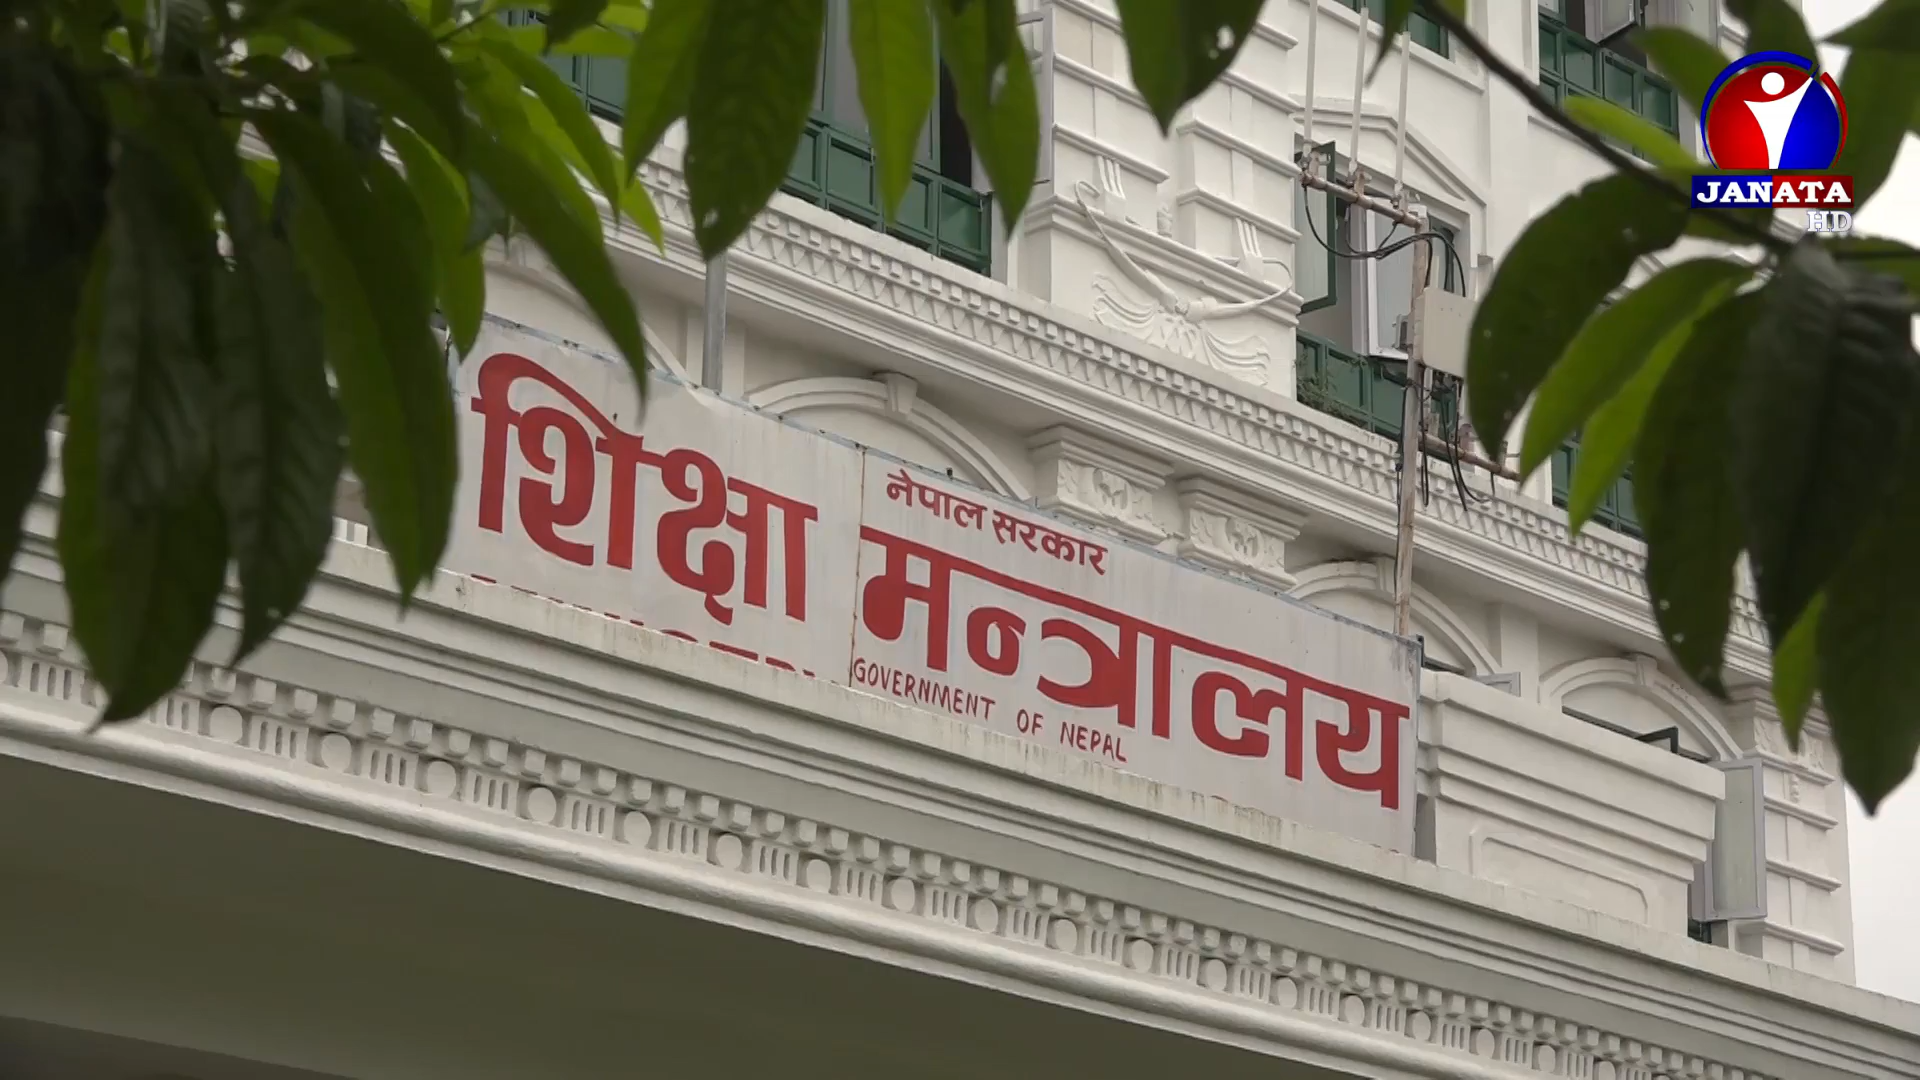 नेपाल सरकार
शिक्षा मन्त्रालय
GOVERNMENT OF NEPAL
JANATA
HD